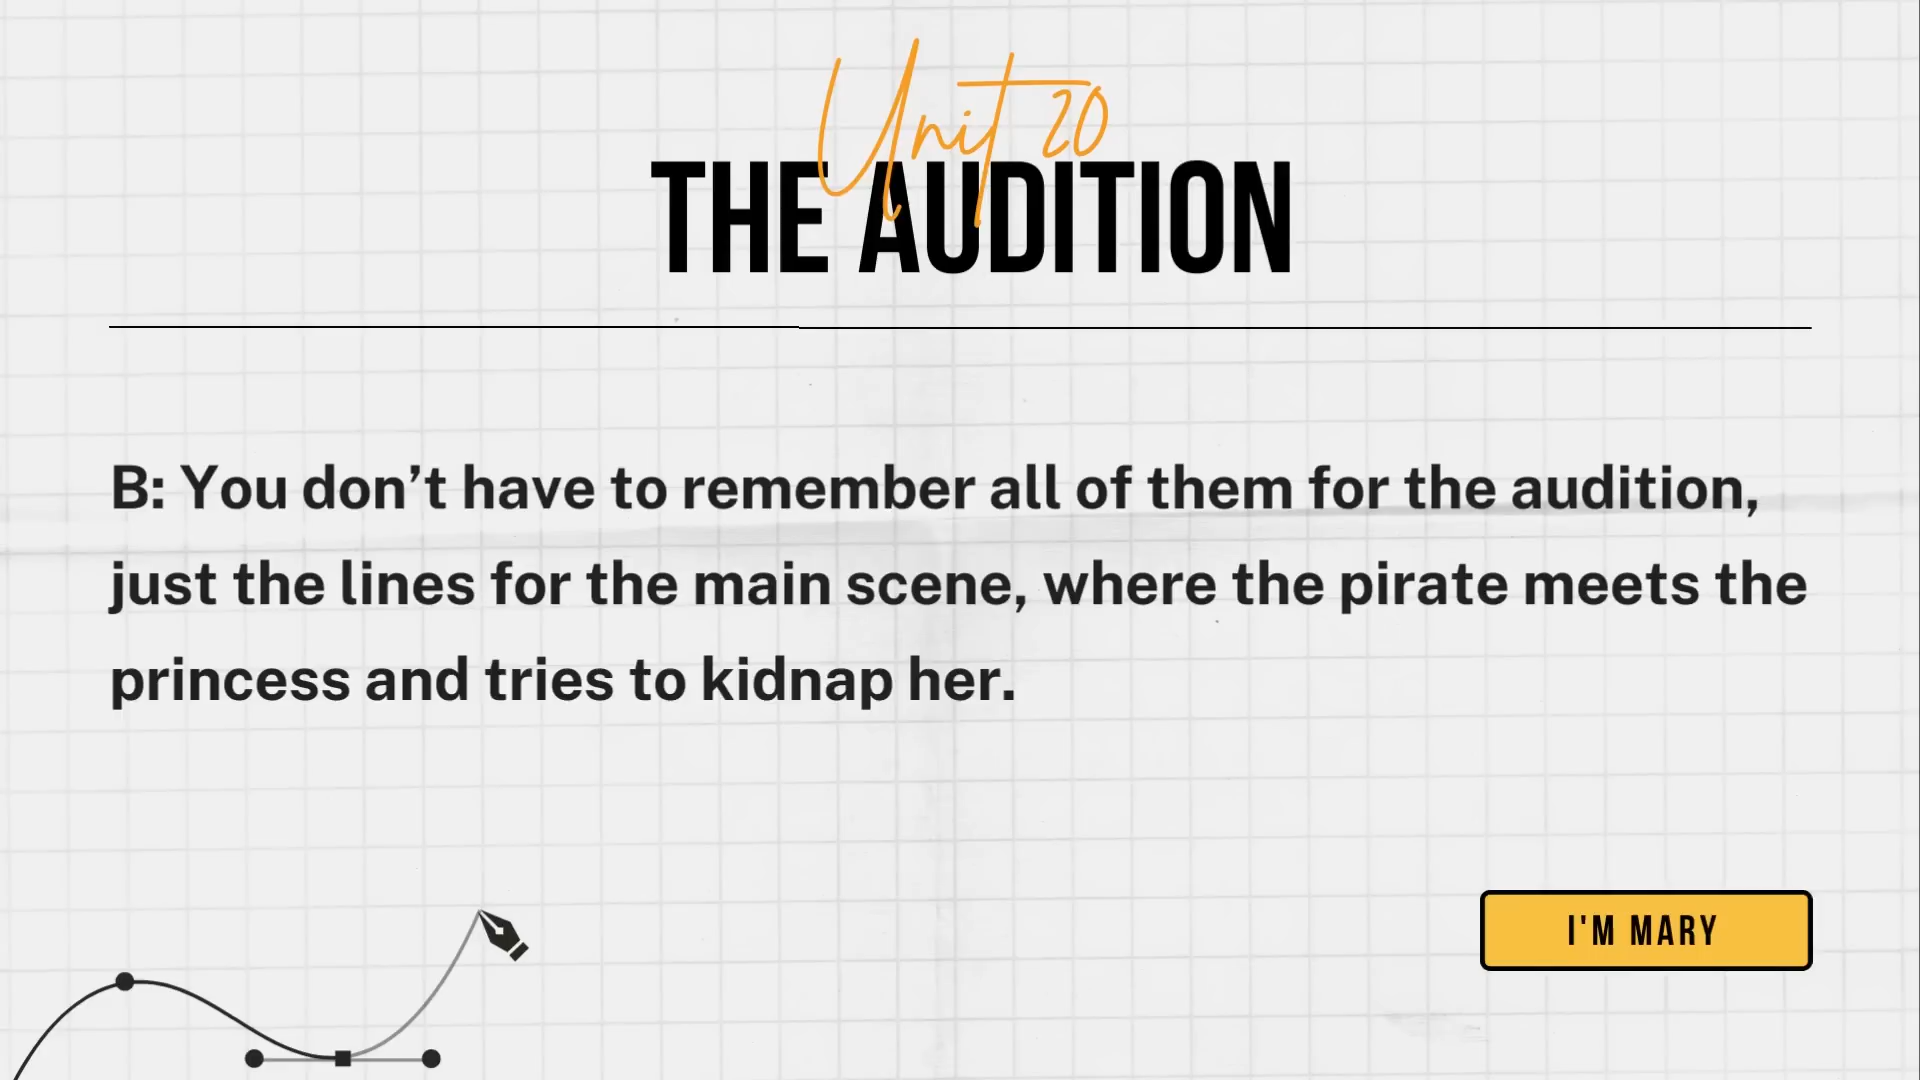 Unit 20
THE AUDITION
B: You don’t have to remember all of them for the audition,
just the lines for the main scene, where the pirate meets the
princess and tries to kidnap her.
I'M MARY